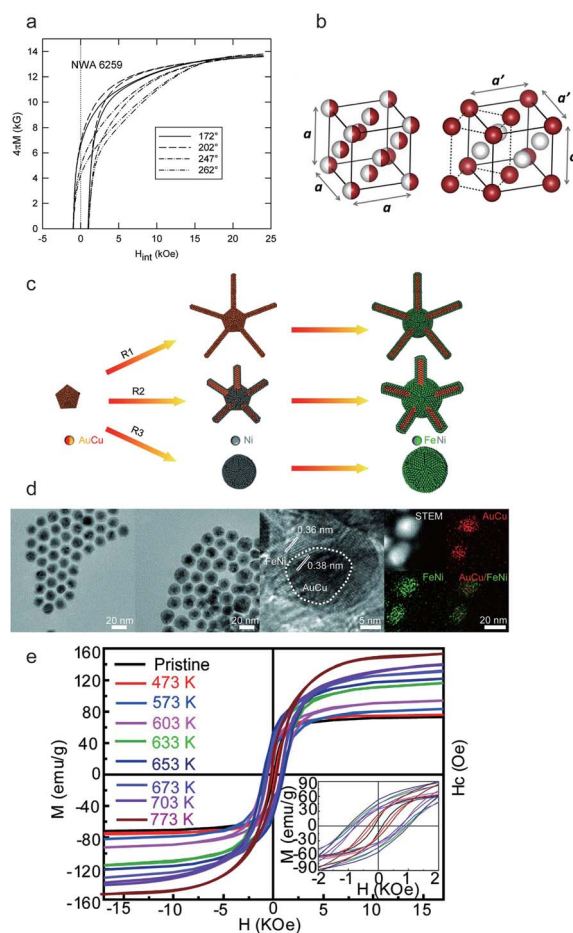 a
NWA 6259
16
14
12
10
8
6
4
2
0
4πM (kG)
172°
202°
247°
262°
-5 0 5 10 15 20 25
H_int (kOe)
b
a
a
a
a'
a'
c
c
R1
R2
R3
AuCu
Ni
FeNi
d
20 nm
20 nm
0.36 nm
FeNi
0.38 nm
AuCu
5 nm
STEM
AuCu
FeNi
AuCu/FeNi
20 nm
e
160
120
80
40
0
-40
-80
-120
-160
M (emu/g)
Pristine
473 K
573 K
603 K
633 K
653 K
673 K
703 K
773 K
-15 -10 -5 0 5 10 15
H (KOe)
Hc (Oe)
90
60
30
0
-30
-60
-90
M (emu/g)
-2 -1 0 1 2
H (KOe)